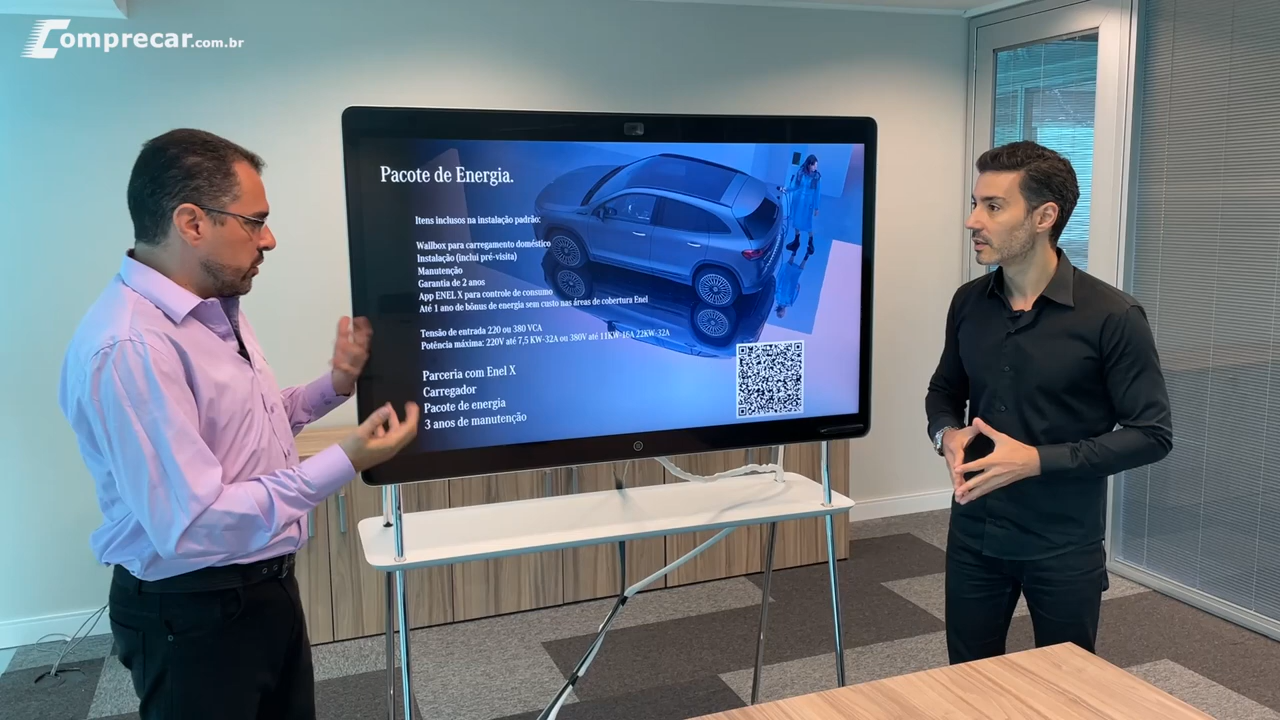 Comprecar.com.br
Pacote de Energia.
Itens inclusos na instalação padrão:
Wallbox para carregamento doméstico
Instalação (inclui pré-visita)
Manutenção
Garantia de 2 anos
App ENEL X para controle de consumo
Até 1 ano de bônus de energia sem custo nas áreas de cobertura Enel
Tensão de entrada 220 ou 380 VCA
Potência máxima: 220V até 7,5 KW-32A ou 380V até 11KW-16A 22KW-32A
Parceria com Enel X
Carregador
Pacote de energia
3 anos de manutenção